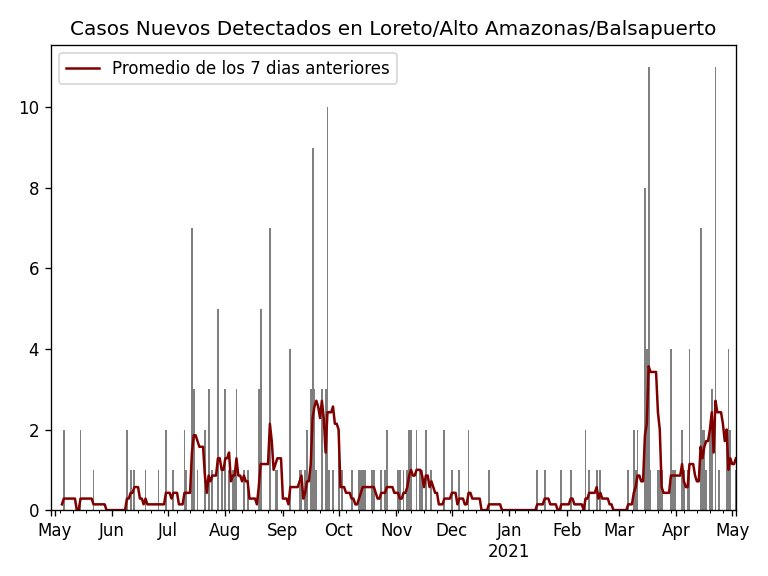 Casos Nuevos Detectados en Loreto/Alto Amazonas/Balsapuerto
Promedio de los 7 dias anteriores
10
8
6
4
2
0
May Jun Jul Aug Sep Oct Nov Dec Jan Feb Mar Apr May
2021